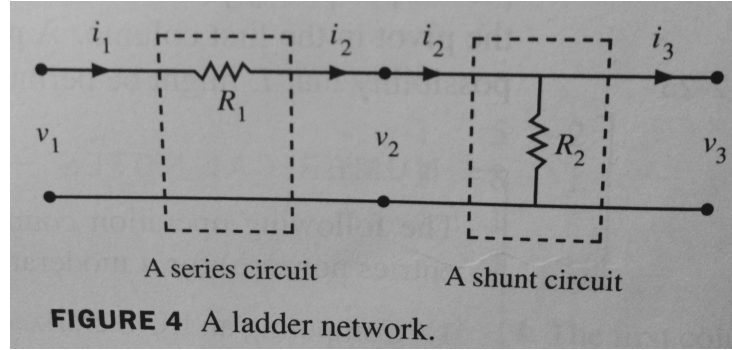 i₁ i₂ i₂ i₃
R₁ R₂
v₁ v₂ v₃
A series circuit A shunt circuit
FIGURE 4 A ladder network.